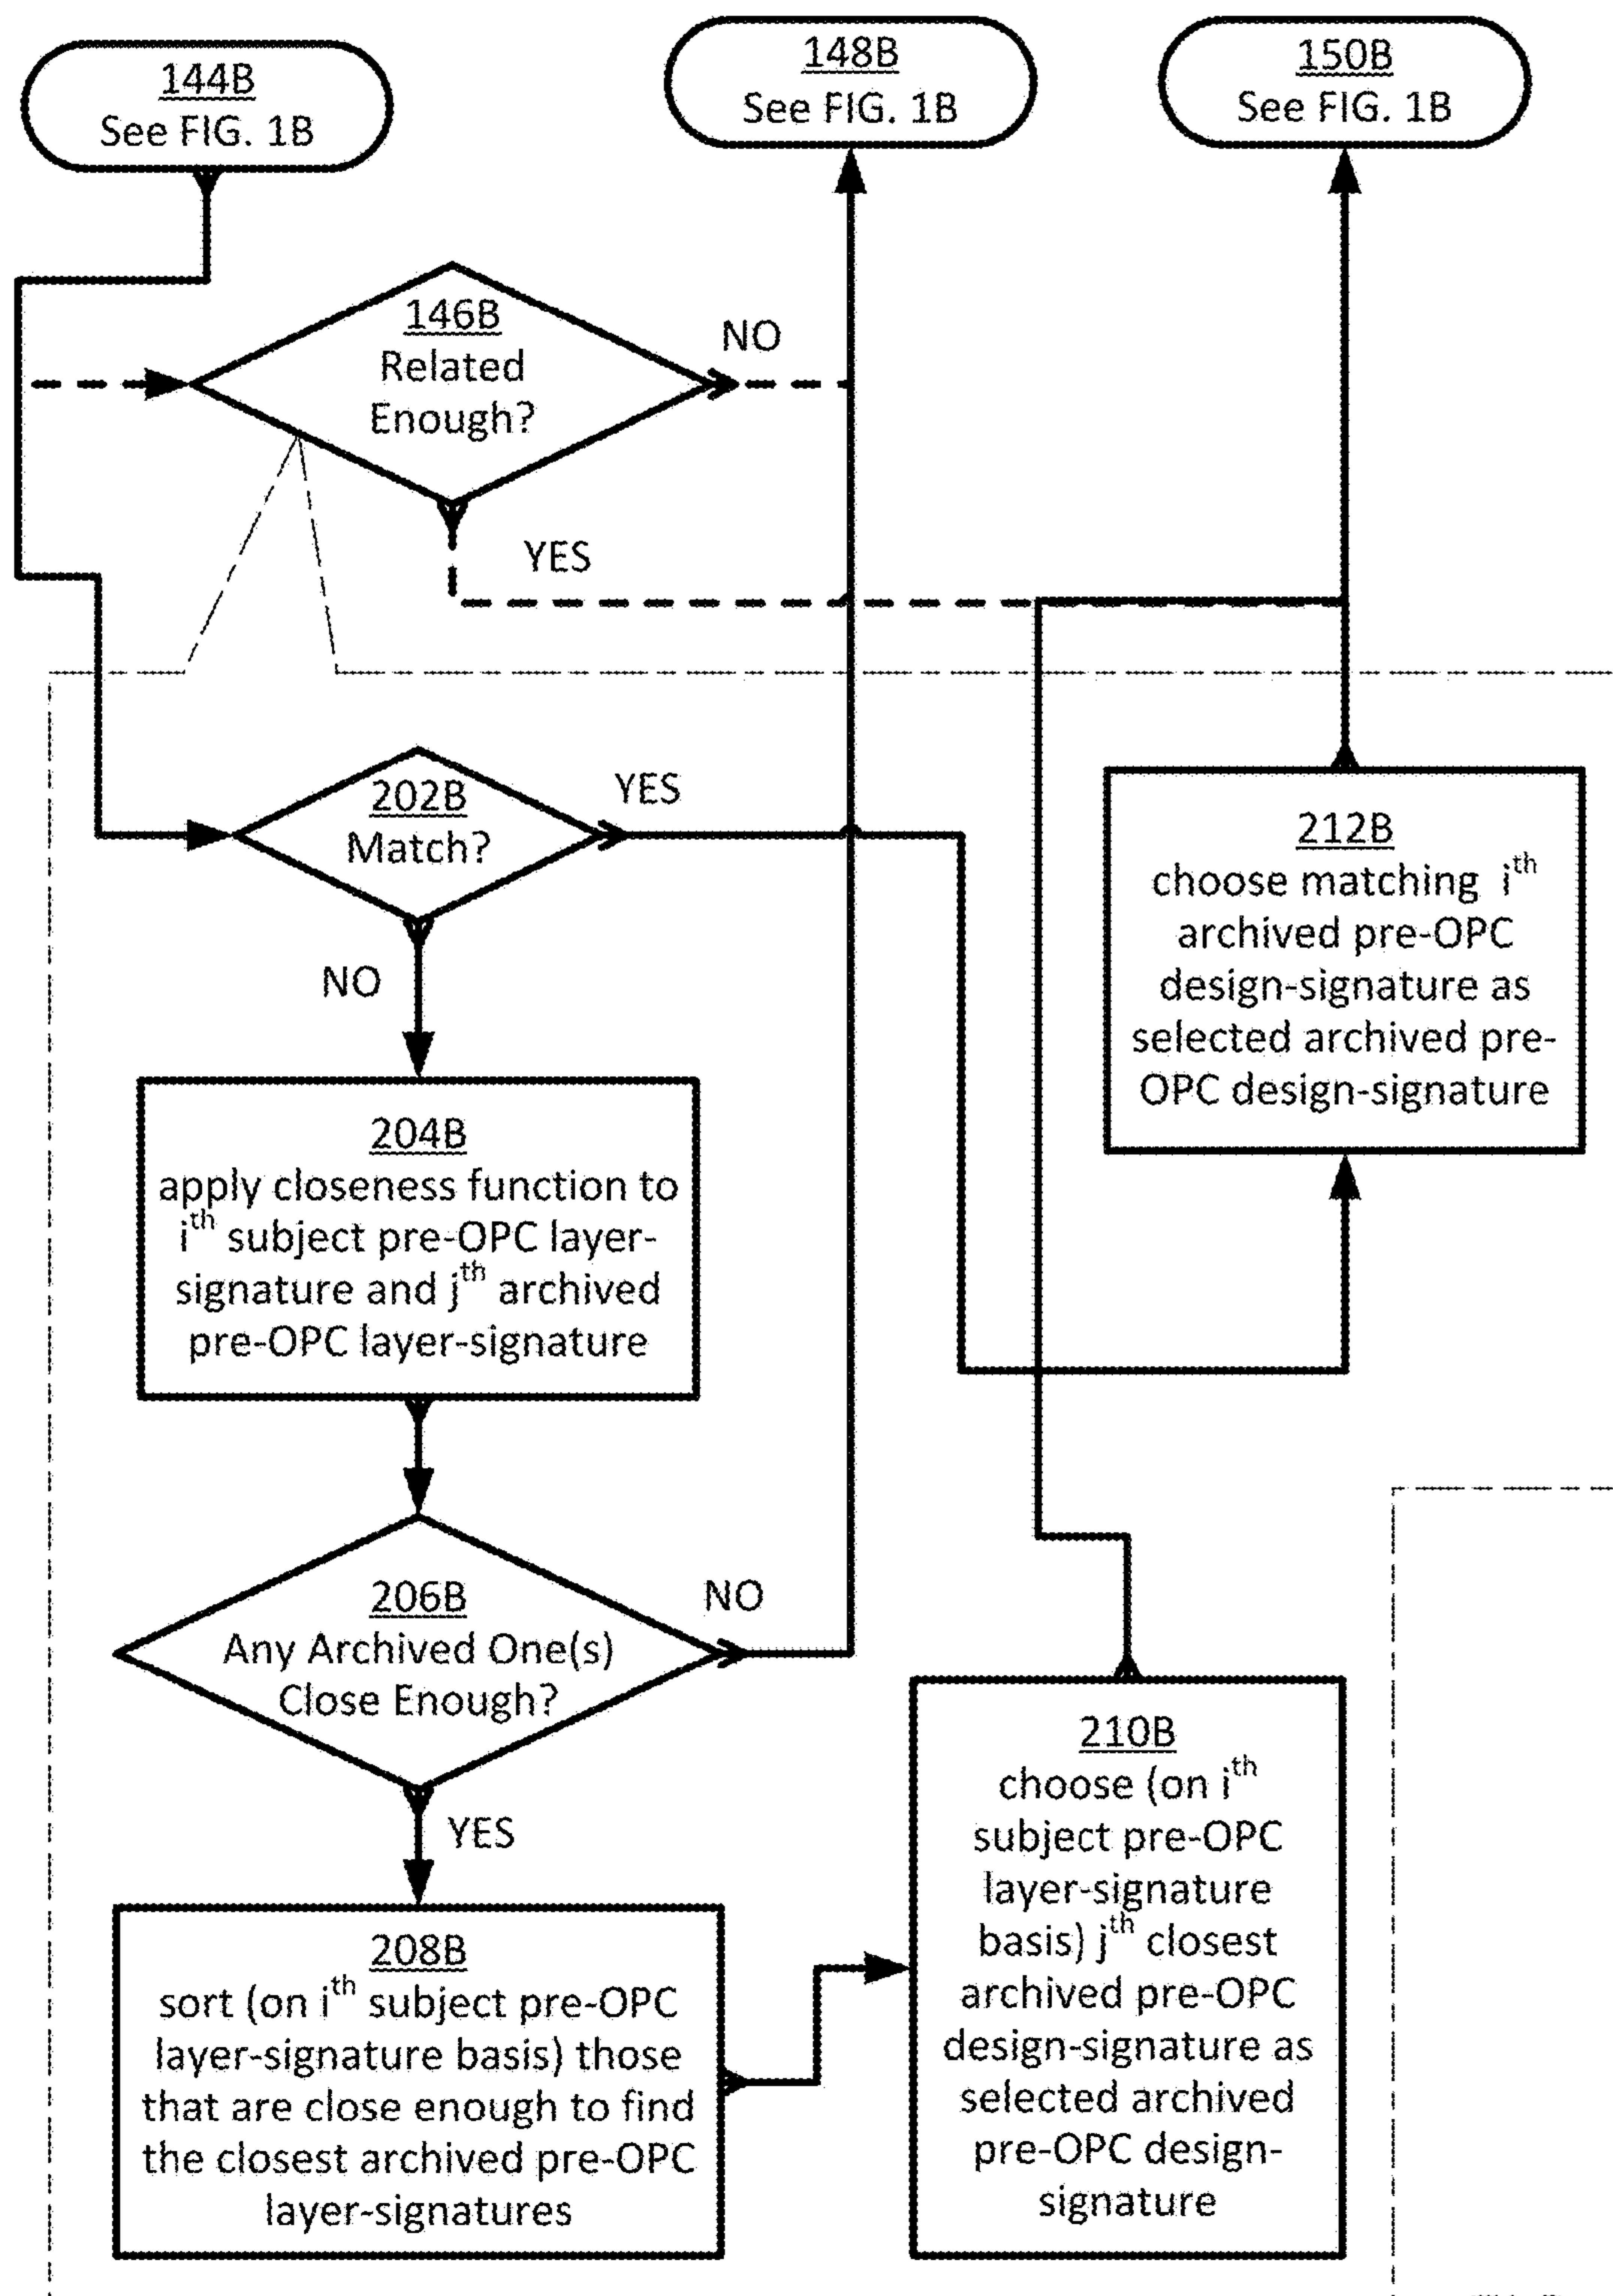 144B
See FIG. 1B
148B
See FIG. 1B
150B
See FIG. 1B
146B
Related
Enough?
NO
YES
202B
Match?
YES
NO
212B
choose matching i^th
archived pre-OPC
design-signature as
selected archived pre-
OPC design-signature
204B
apply closeness function to
i^th subject pre-OPC layer-
signature and j^th archived
pre-OPC layer-signature
206B
Any Archived One(s)
Close Enough?
NO
YES
208B
sort (on i^th subject pre-OPC
layer-signature basis) those
that are close enough to find
the closest archived pre-OPC
layer-signatures
210B
choose (on i^th
subject pre-OPC
layer-signature
basis) j^th closest
archived pre-OPC
design-signature as
selected archived
pre-OPC design-
signature